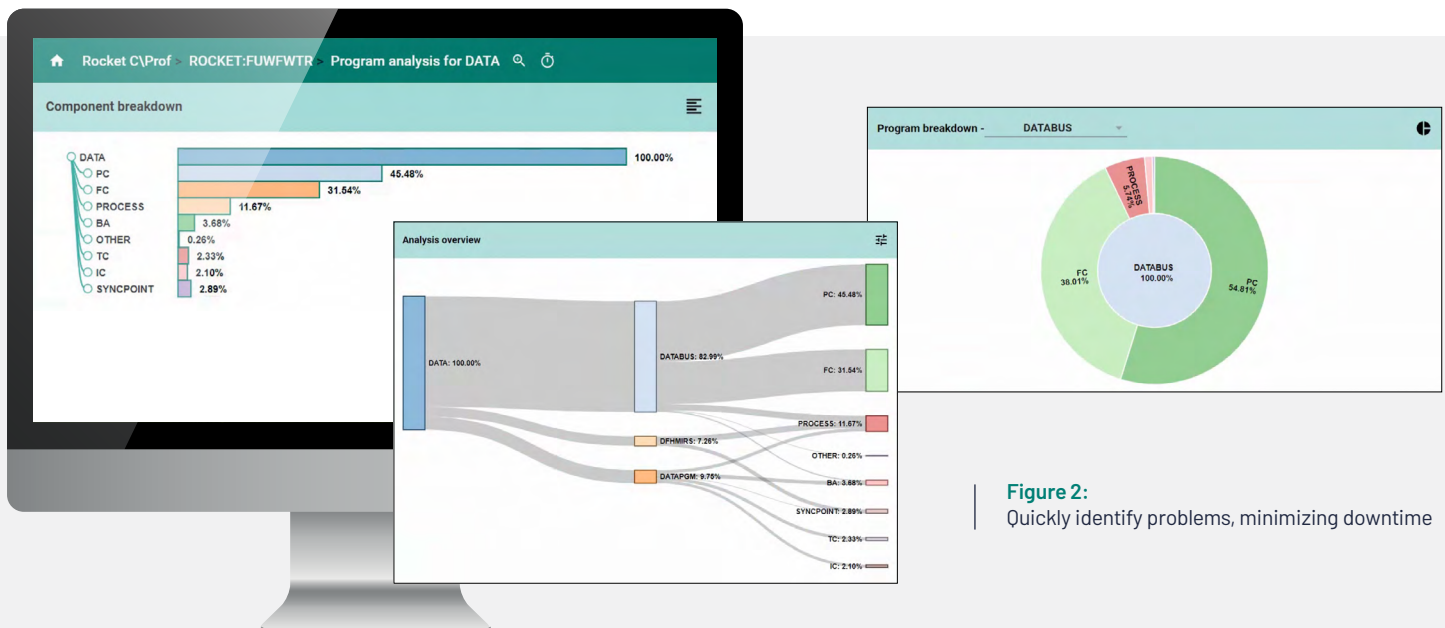 Rocket C\Prof > ROCKET:FUWFWTR > Program analysis for DATA
Component breakdown
DATA 100.00%
PC 45.48%
FC 31.54%
PROCESS 11.67%
BA 3.68%
OTHER 0.26%
TC 2.33%
IC 2.10%
SYNCPOINT 2.89%
Analysis overview
DATA: 100.00%
DATABUS: 82.99%
DFHMIRS: 7.26%
DATAPGM: 9.75%
PC: 45.48%
FC: 31.54%
PROCESS: 11.67%
OTHER: 0.26%
BA: 3.68%
SYNCPOINT: 2.89%
TC: 2.33%
IC: 2.10%
Program breakdown - DATABUS
PROCESS
5.74%
FC
38.01%
DATABUS
100.00%
PC
54.81%
Figure 2:
Quickly identify problems, minimizing downtime